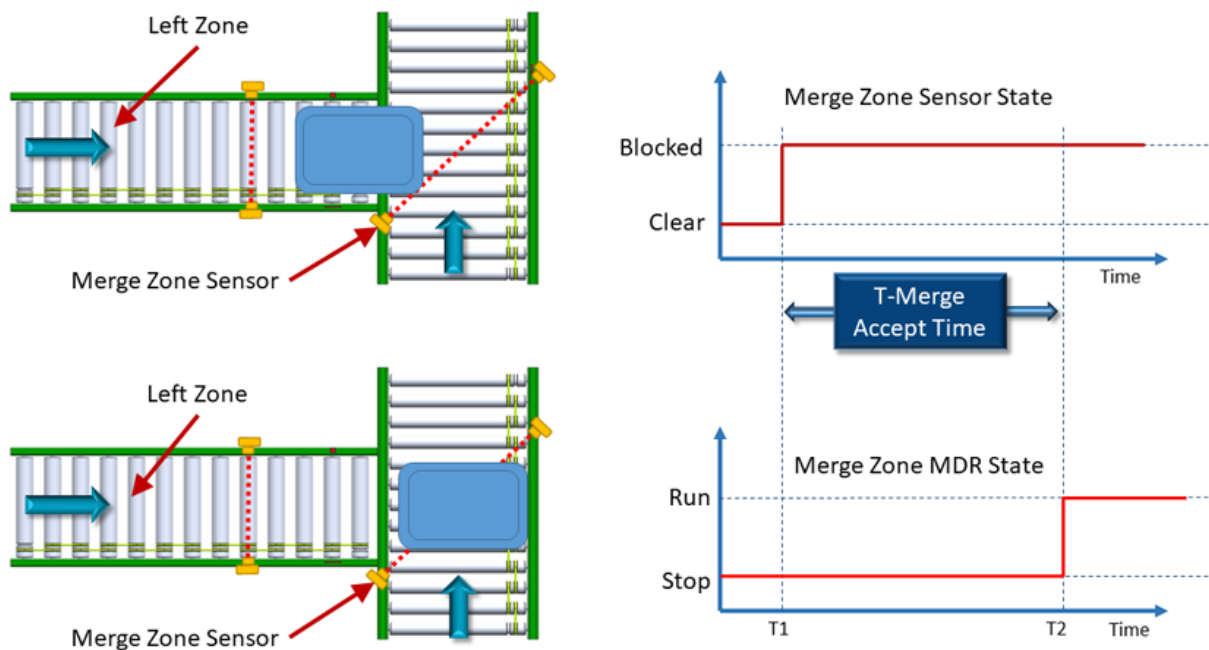 Left Zone
Merge Zone Sensor
Left Zone
Merge Zone Sensor
Merge Zone Sensor State
Blocked
Clear
Time
T-Merge
Accept Time
Merge Zone MDR State
Run
Stop
T1
T2
Time